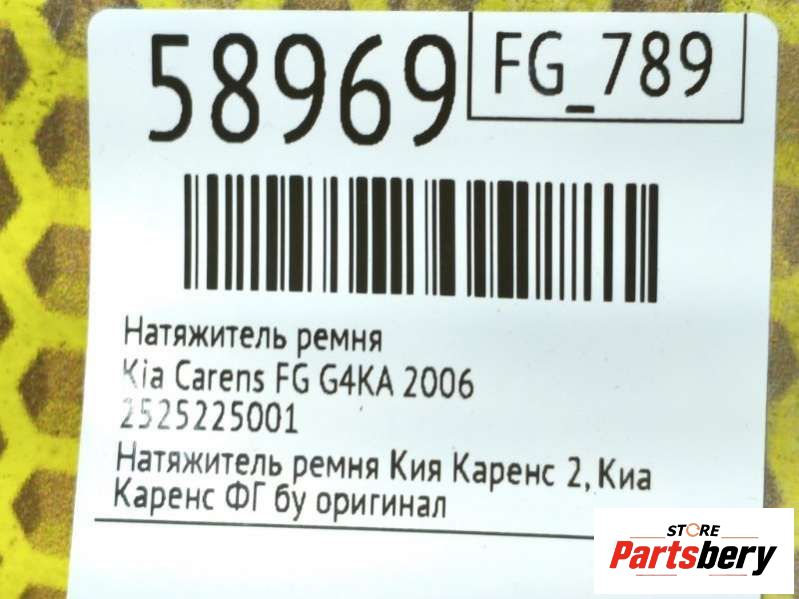 58969
FG_789
Натяжитель ремня
Kia Carens FG G4KA 2006
2525225001
Натяжитель ремня Кия Каренс 2, Киа
Каренс ФГ бу оригинал
STORE
Partsbery